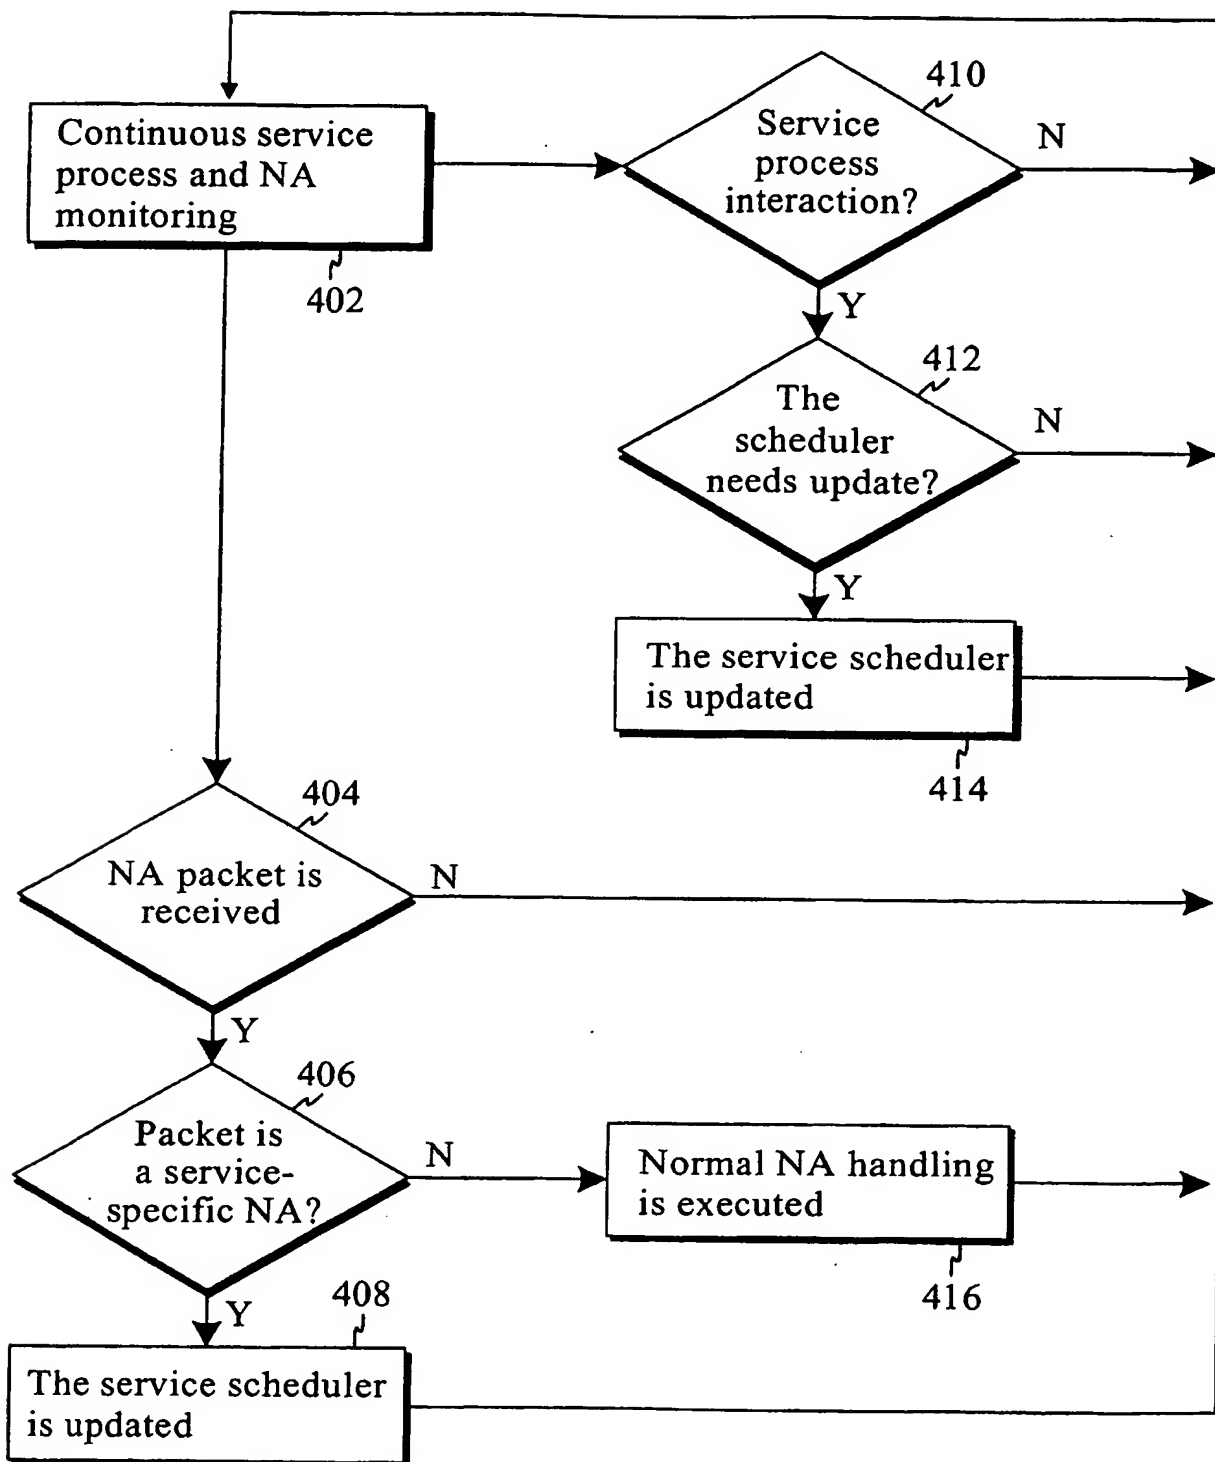 410
Continuous service
process and NA
monitoring
402
Service
process
interaction?
N
Y
412
The
scheduler
needs update?
N
Y
The service scheduler
is updated
414
404
NA packet is
received
N
Y
406
Packet is
a service-
specific NA?
N
Normal NA handling
is executed
416
Y
408
The service scheduler
is updated